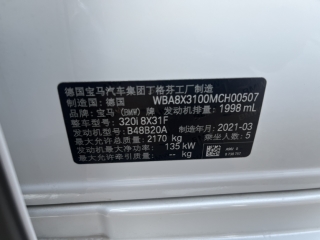 德国宝马汽车集团丁格芬工厂制造
制造国: 德国 WBA8X3100MCH00507
品牌: 宝马 (BMW) 发动机排量: 1998 mL
整车型号: 320i 8X31F
发动机型号: B48B20A 制造年月: 2021-03
最大允许总质量: 2170 kg 乘坐人数: 5
发动机最大净功率: 135 kW